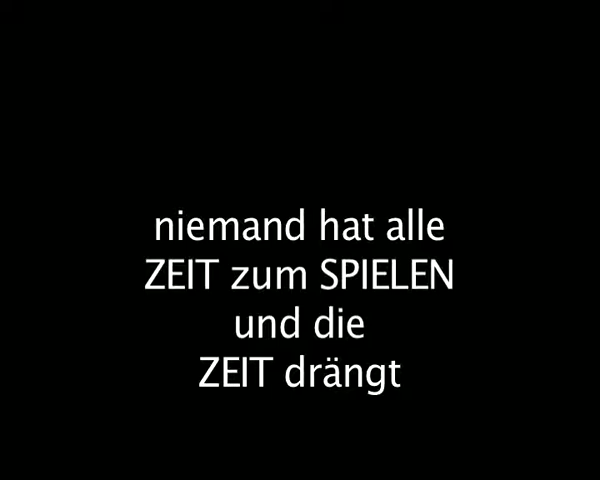 niemand hat alle
ZEIT zum SPIELEN
und die
ZEIT drängt